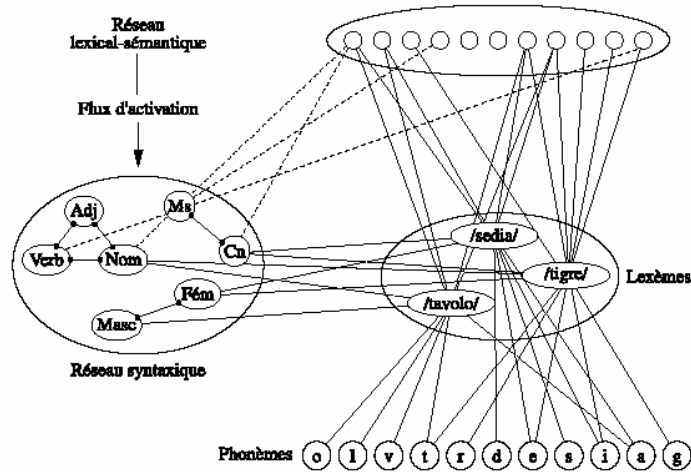 Réseau
lexical-sémantique
Flux d'activation
Adj
Ms
Verb
Nom
Cn
Fém
Masc
Réseau syntaxique
/sedia/
/tigre/
/tavolo/
Lexèmes
Phonèmes o l v t r d e s i a g